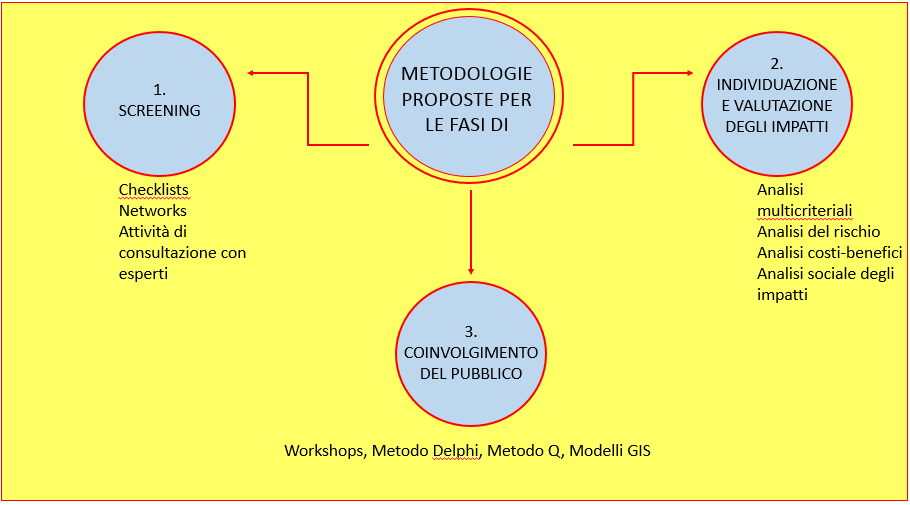 METODOLOGIE
PROPOSTE PER
LE FASI DI
1.
SCREENING
Checklists
Networks
Attività di
consultazione con
esperti
2.
INDIVIDUAZIONE
E VALUTAZIONE
DEGLI IMPATTI
Analisi
multicriteriali
Analisi del rischio
Analisi costi-benefici
Analisi sociale degli
impatti
3.
COINVOLGIMENTO
DEL PUBBLICO
Workshops, Metodo Delphi, Metodo Q, Modelli GIS